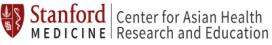 Stanford
MEDICINE
Center for Asian Health
Research and Education